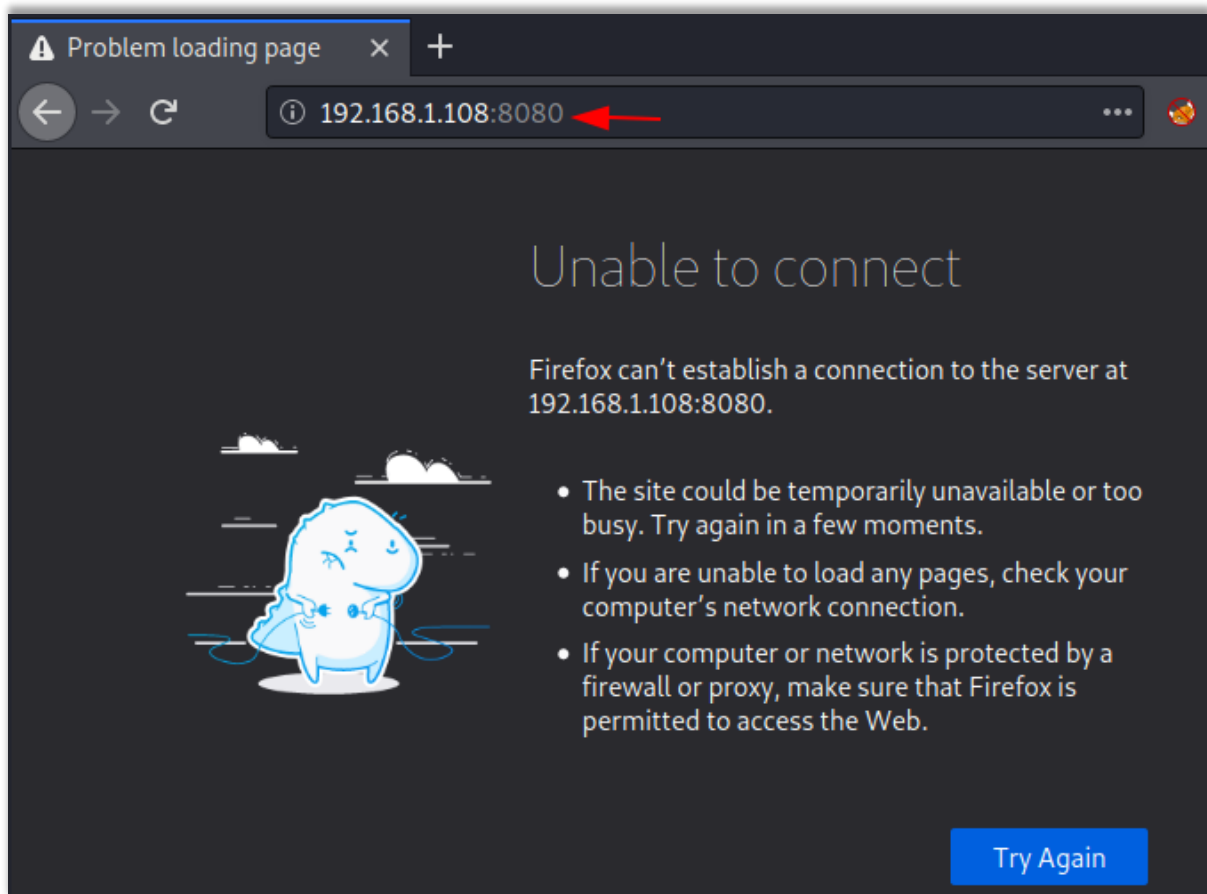 Problem loading page
192.168.1.108:8080
Unable to connect
Firefox can’t establish a connection to the server at
192.168.1.108:8080.
• The site could be temporarily unavailable or too
busy. Try again in a few moments.
• If you are unable to load any pages, check your
computer’s network connection.
• If your computer or network is protected by a
firewall or proxy, make sure that Firefox is
permitted to access the Web.
Try Again